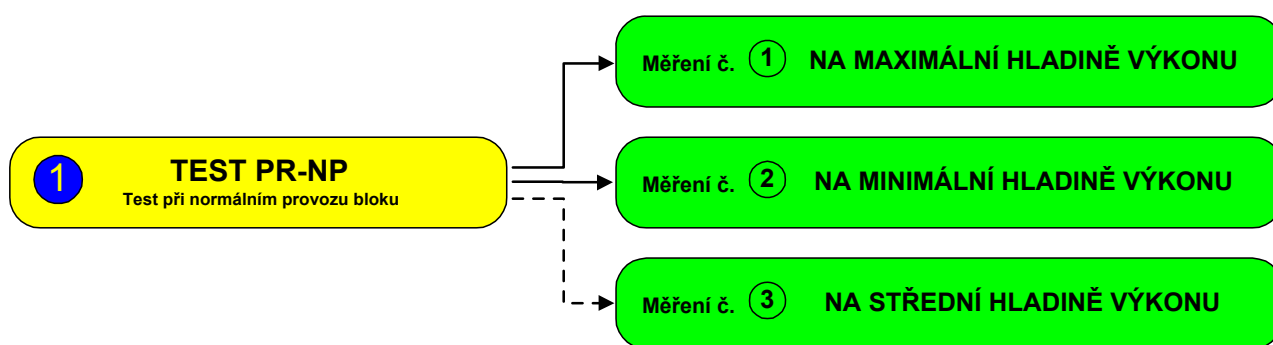 1 TEST PR-NP
Test při normálním provozu bloku
Měření č. 1 NA MAXIMÁLNÍ HLADINĚ VÝKONU
Měření č. 2 NA MINIMÁLNÍ HLADINĚ VÝKONU
Měření č. 3 NA STŘEDNÍ HLADINĚ VÝKONU